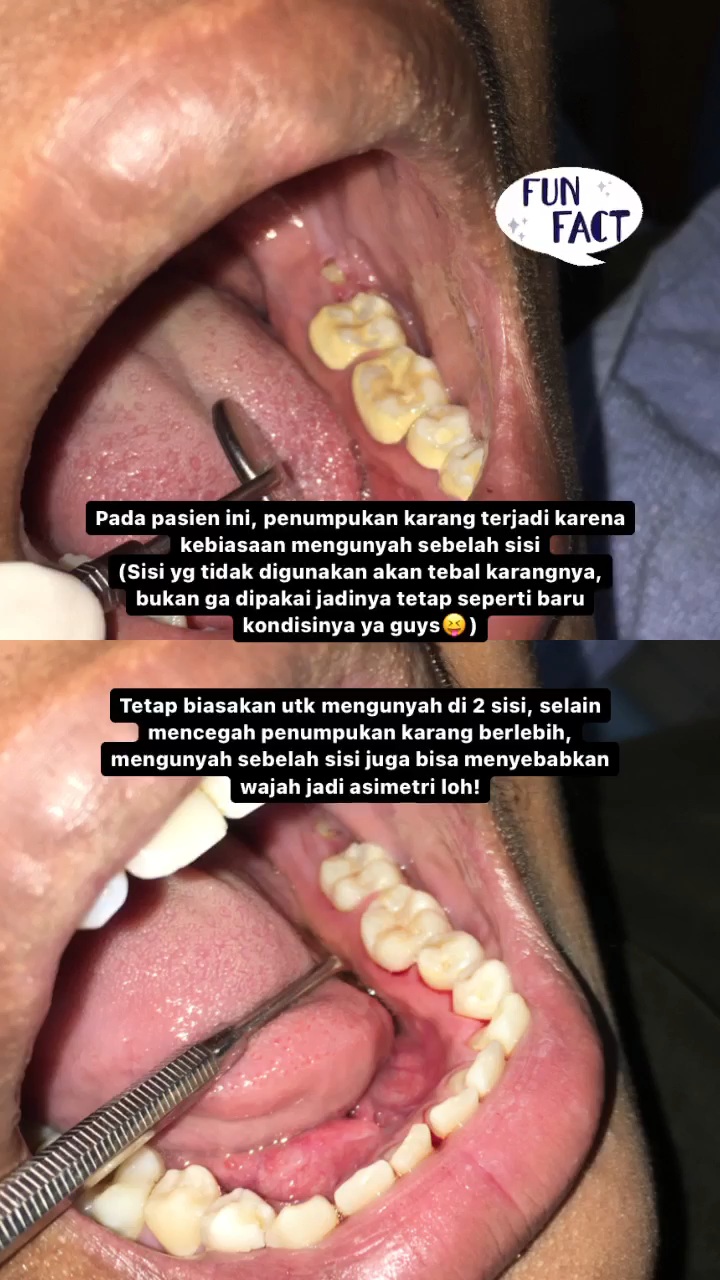 FUN
FACT
Pada pasien ini, penumpukan karang terjadi karena
kebiasaan mengunyah sebelah sisi
(Sisi yg tidak digunakan akan tebal karangnya,
bukan ga dipakai jadinya tetap seperti baru
kondisinya ya guys😝)
Tetap biasakan utk mengunyah di 2 sisi, selain
mencegah penumpukan karang berlebih,
mengunyah sebelah sisi juga bisa menyebabkan
wajah jadi asimetri loh!